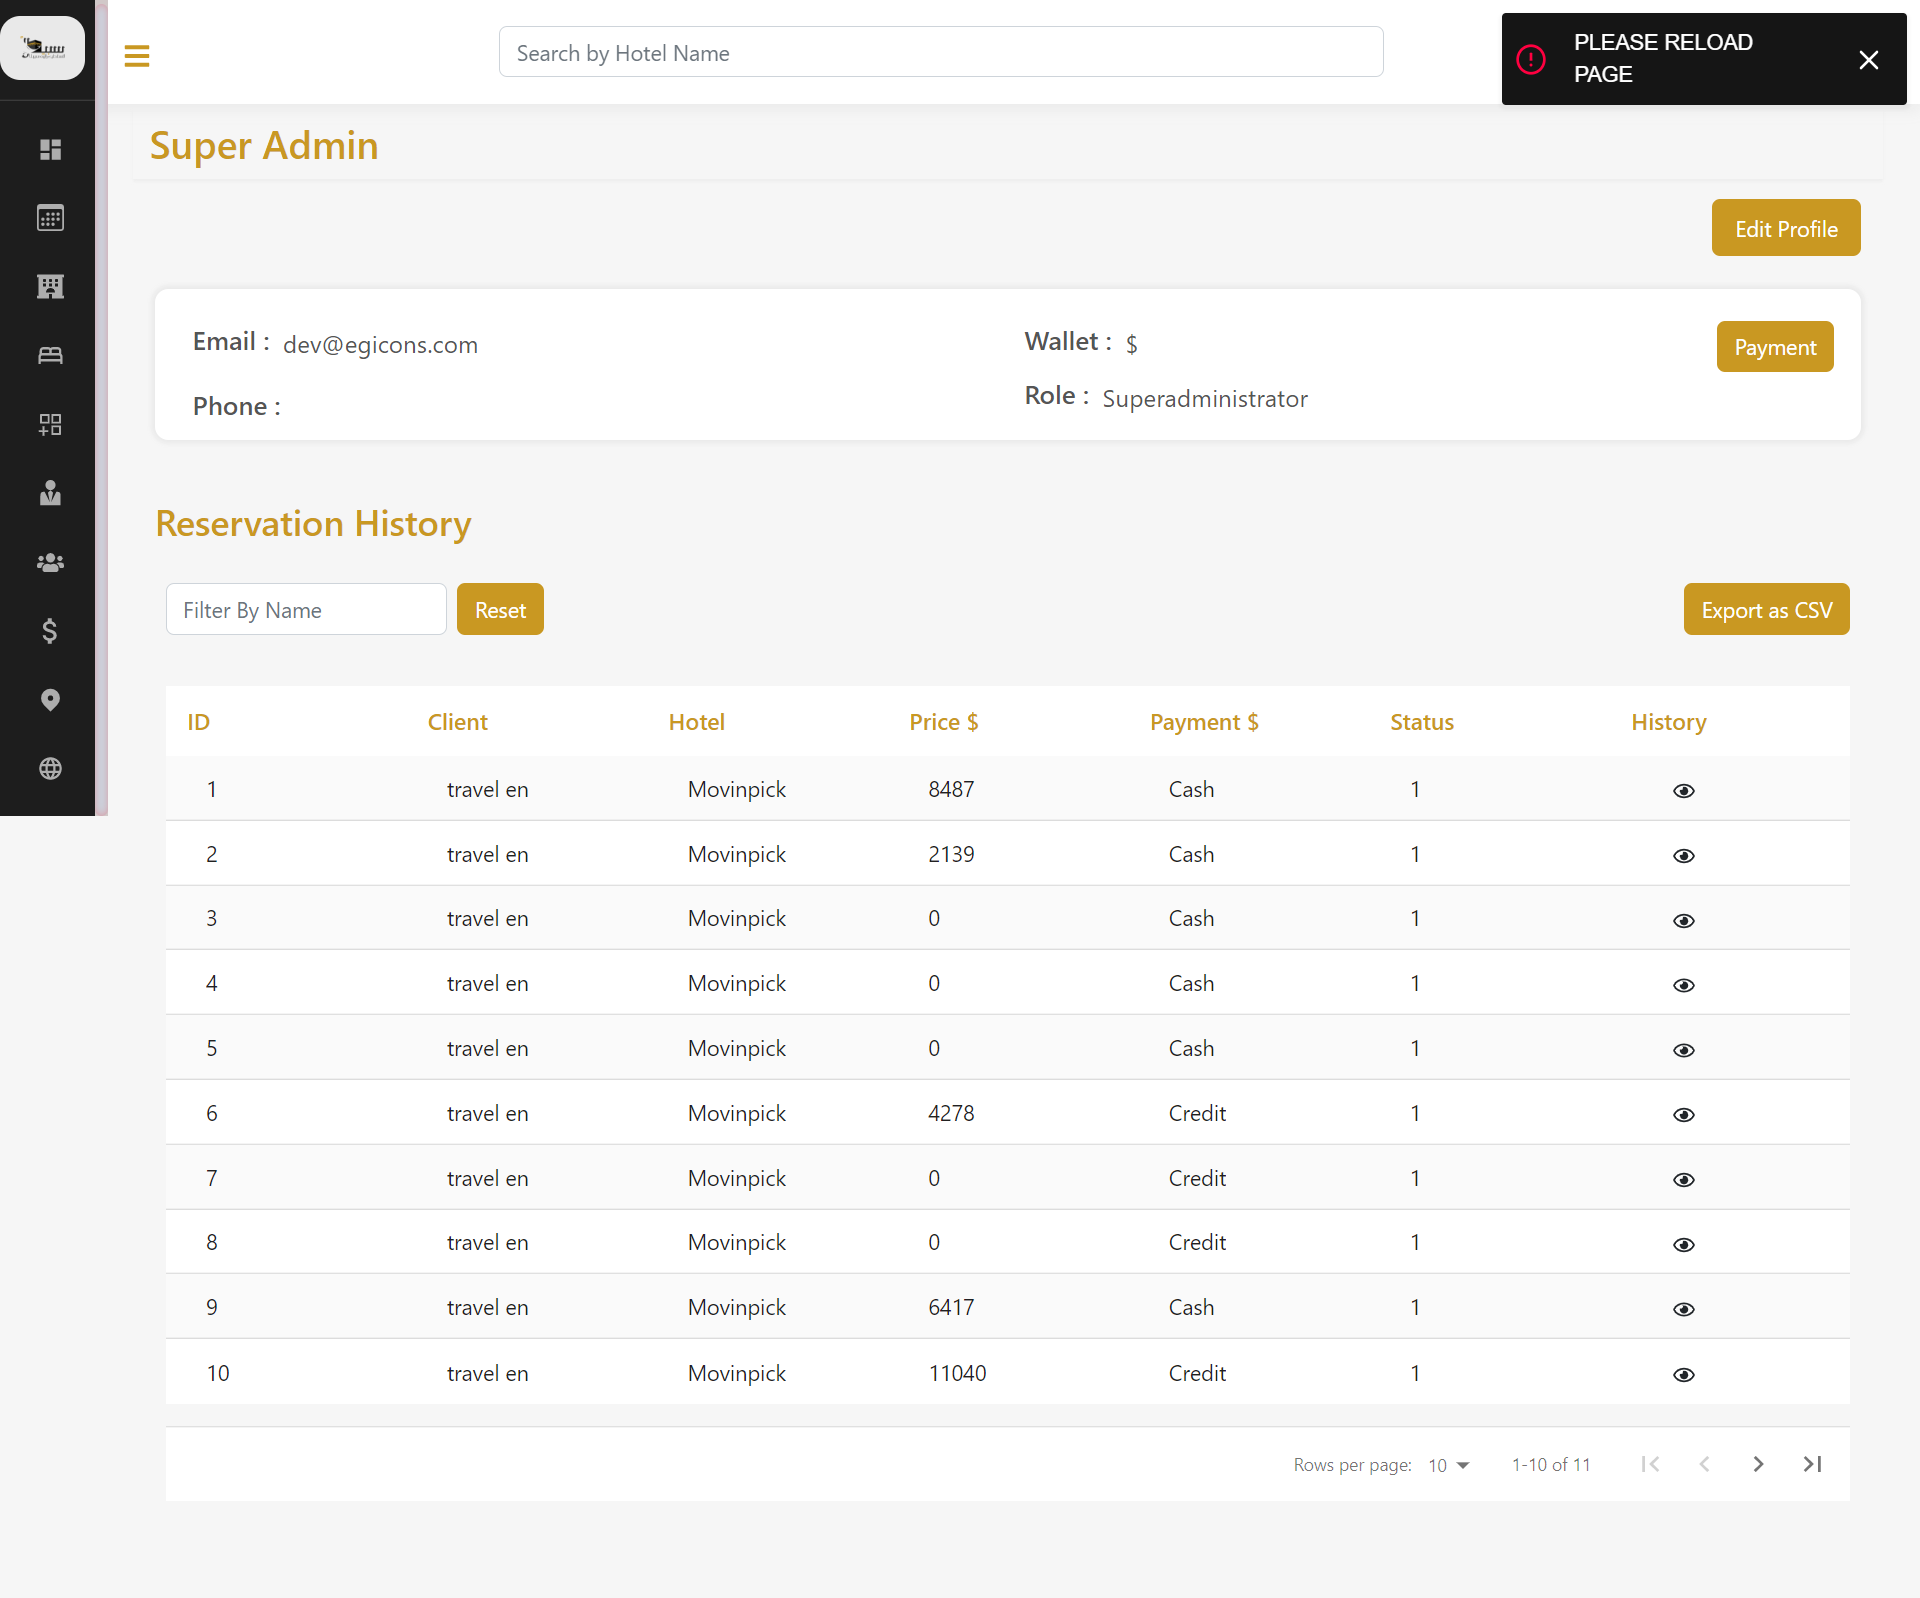 Search by Hotel Name
PLEASE RELOAD
PAGE
Super Admin
Edit Profile
Email : dev@egicons.com
Wallet : $
Payment
Phone :
Role : Superadministrator
Reservation History
Filter By Name
Reset
Export as CSV
ID Client Hotel Price $ Payment $ Status History
1 travel en Movinpick 8487 Cash 1
2 travel en Movinpick 2139 Cash 1
3 travel en Movinpick 0 Cash 1
4 travel en Movinpick 0 Cash 1
5 travel en Movinpick 0 Cash 1
6 travel en Movinpick 4278 Credit 1
7 travel en Movinpick 0 Credit 1
8 travel en Movinpick 0 Credit 1
9 travel en Movinpick 6417 Cash 1
10 travel en Movinpick 11040 Credit 1
Rows per page: 10 1-10 of 11